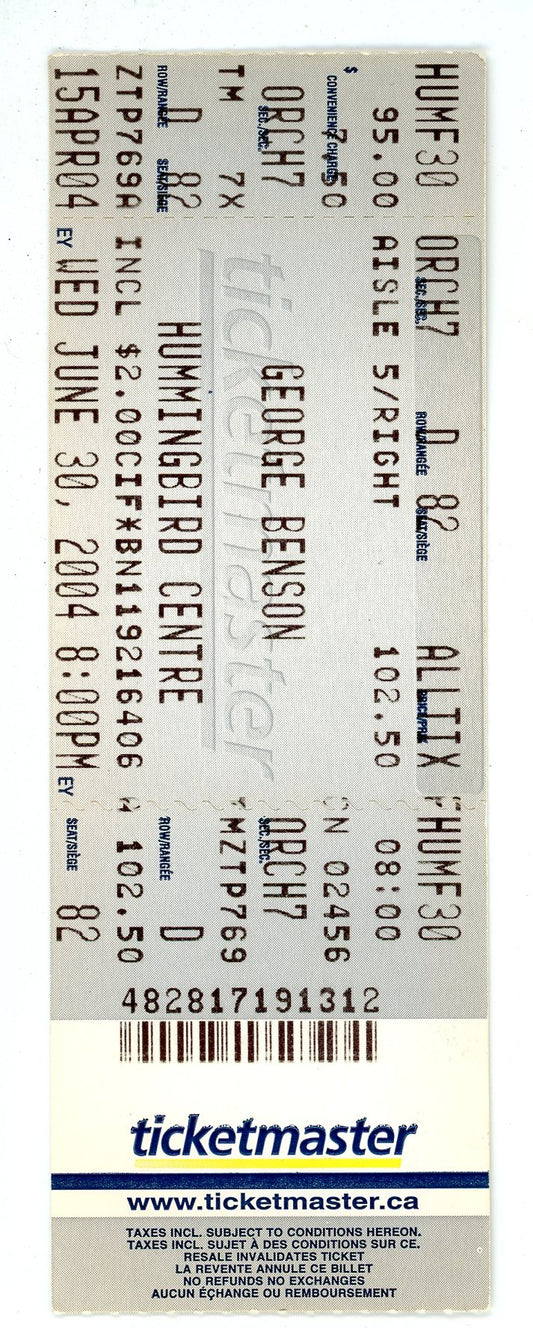 HUMF30
95.00
$ 7.50
CONVENIENCE CHARGE
SEC./SEC.
ORCH7
TM 7X
ROW/RANGÉE SEAT/SIÈGE
D 82
ZTP769A
15APR04
ORCH7 D 82 ALLTIX
SEC./SEC. ROW/RANGÉE SEAT/SIÈGE PRICE/PRIX
AISLE 5/RIGHT 102.50
GEORGE BENSON
ticketmaster
HUMMINGBIRD CENTRE
INCL $2.00CIF*BN119216406
EY WED JUNE 30, 2004 8:00PM EY
HUMF30
08:00
CN 02456
SEC./SEC.
ORCH7
MZTP769
ROW/RANGÉE
D
A 102.50
SEAT/SIÈGE
82
482817191312
ticketmaster
www.ticketmaster.ca
TAXES INCL. SUBJECT TO CONDITIONS HEREON.
TAXES INCL. SUJET À DES CONDITIONS SUR CE.
RESALE INVALIDATES TICKET
LA REVENTE ANNULE CE BILLET
NO REFUNDS NO EXCHANGES
AUCUN ÉCHANGE OU REMBOURSEMENT